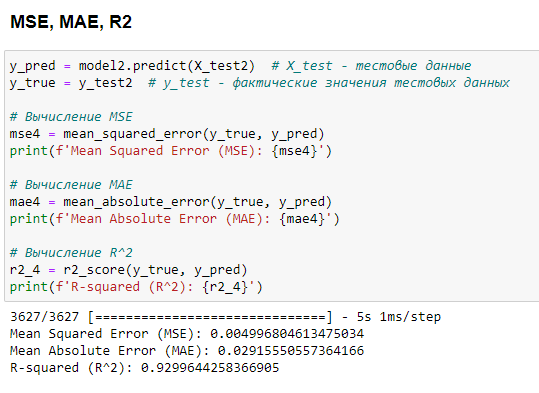 MSE, MAE, R2
y_pred = model2.predict(X_test2)  # X_test - тестовые данные
y_true = y_test2  # y_test - фактические значения тестовых данных
# Вычисление MSE
mse4 = mean_squared_error(y_true, y_pred)
print(f'Mean Squared Error (MSE): {mse4}')
# Вычисление MAE
mae4 = mean_absolute_error(y_true, y_pred)
print(f'Mean Absolute Error (MAE): {mae4}')
# Вычисление R^2
r2_4 = r2_score(y_true, y_pred)
print(f'R-squared (R^2): {r2_4}')
3627/3627 [==============================] - 5s 1ms/step
Mean Squared Error (MSE): 0.004996804613475034
Mean Absolute Error (MAE): 0.02915550557364166
R-squared (R^2): 0.9299644258366905